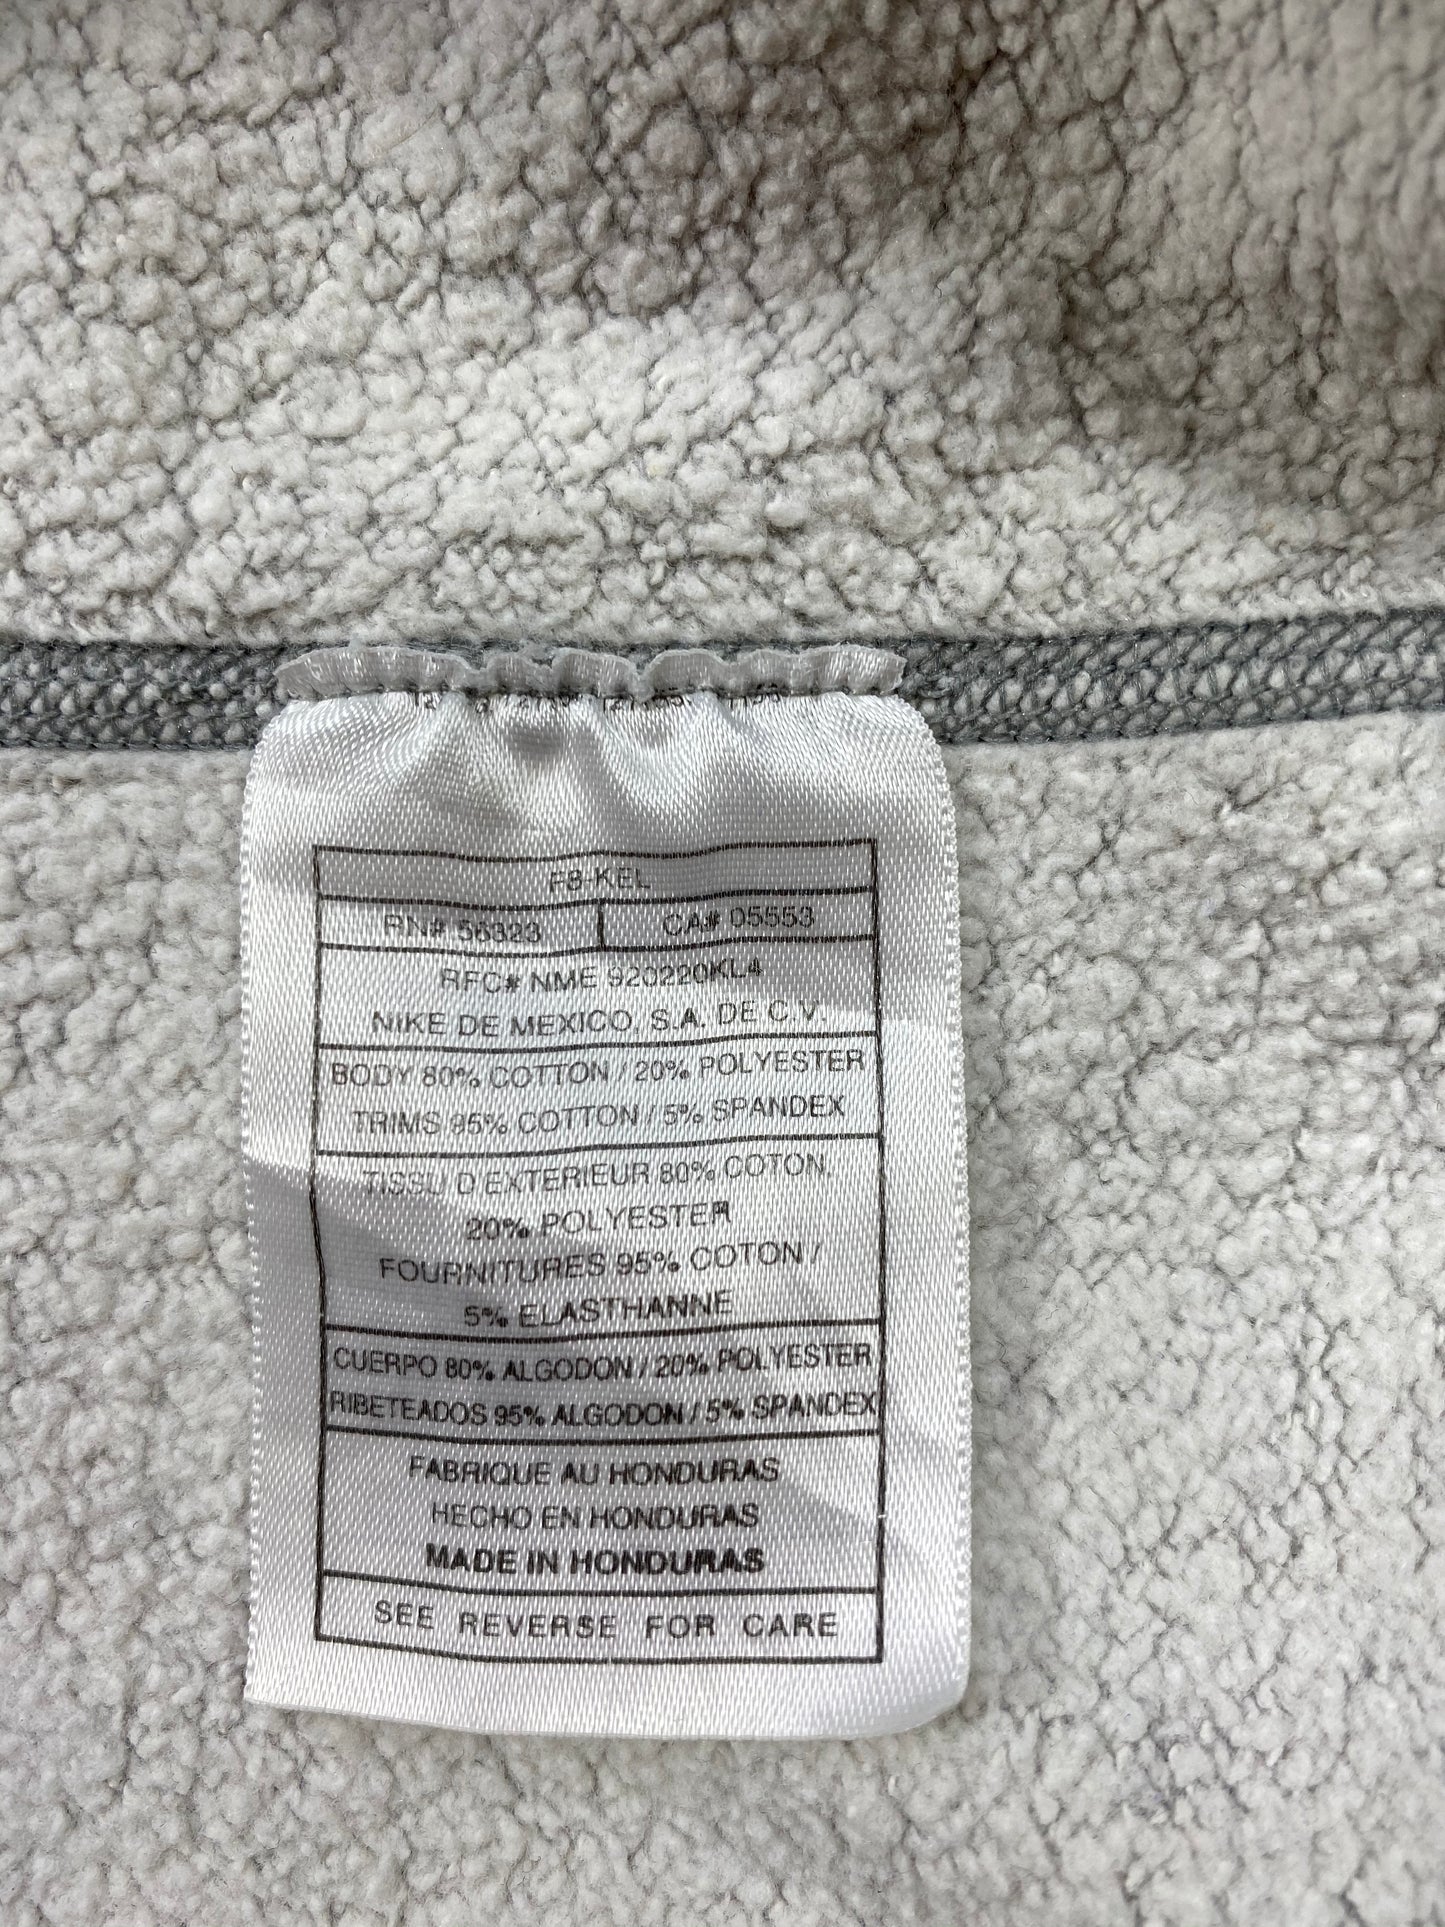 F8-KEL
RN# 56323 CA# 05553
RFC# NME 920220KL4
NIKE DE MEXICO, S.A. DE C.V.
BODY 80% COTTON / 20% POLYESTER
TRIMS 95% COTTON / 5% SPANDEX
TISSU D'EXTERIEUR 80% COTON,
20% POLYESTER
FOURNITURES 95% COTON /
5% ELASTHANNE
CUERPO 80% ALGODON / 20% POLYESTER
RIBETEADOS 95% ALGODON / 5% SPANDEX
FABRIQUE AU HONDURAS
HECHO EN HONDURAS
MADE IN HONDURAS
SEE REVERSE FOR CARE